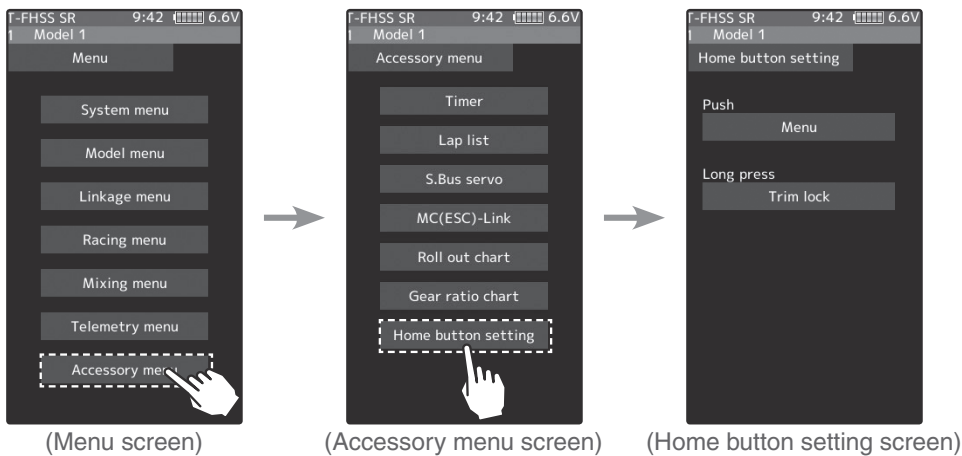 T-FHSS SR 9:42 6.6V
1 Model 1
Menu
System menu
Model menu
Linkage menu
Racing menu
Mixing menu
Telemetry menu
Accessory menu
(Menu screen)
T-FHSS SR 9:42 6.6V
1 Model 1
Accessory menu
Timer
Lap list
S.Bus servo
MC(ESC)-Link
Roll out chart
Gear ratio chart
Home button setting
(Accessory menu screen)
T-FHSS SR 9:42 6.6V
1 Model 1
Home button setting
Push
Menu
Long press
Trim lock
(Home button setting screen)